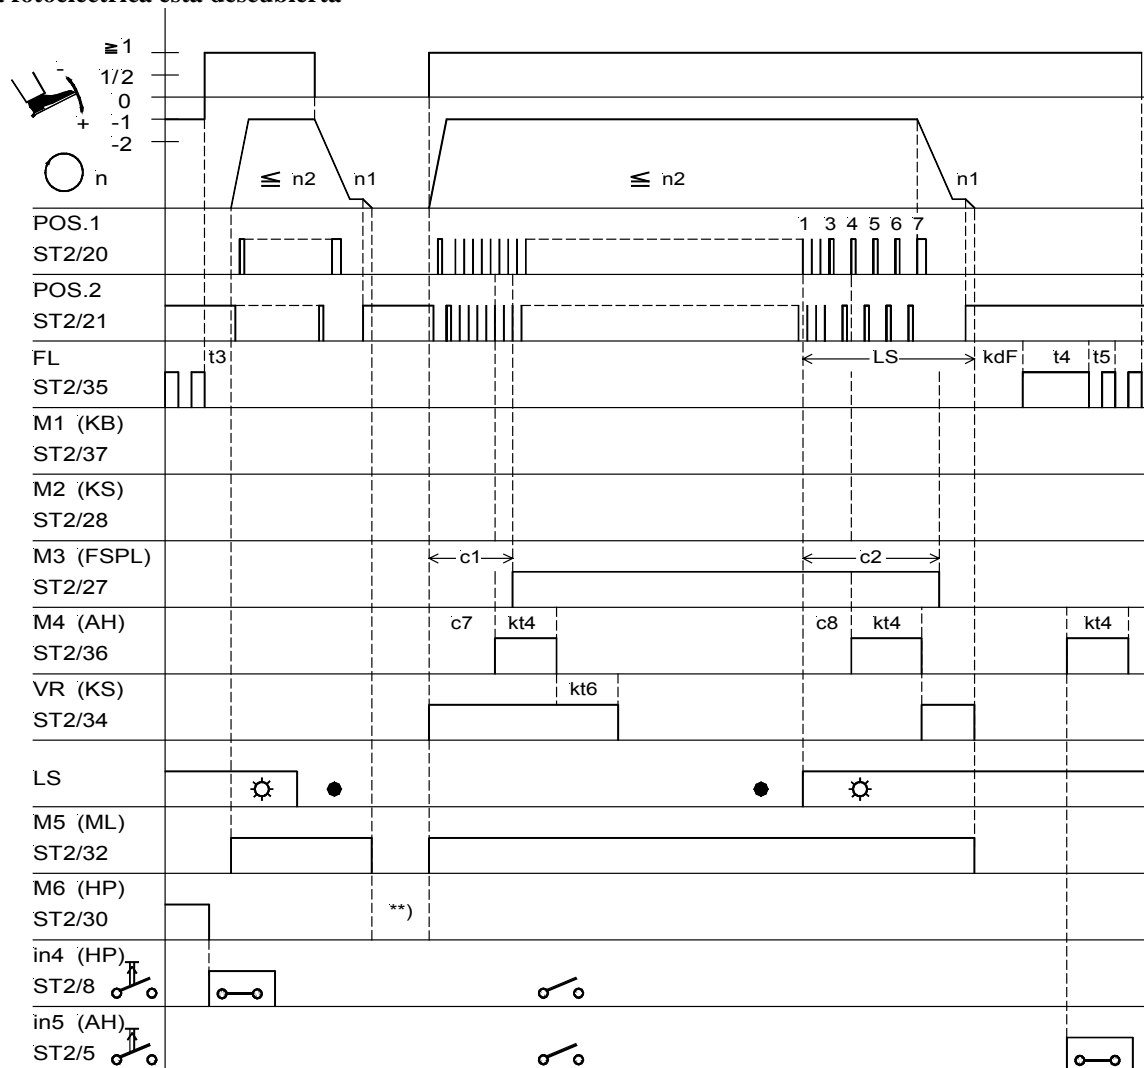 Fotoeléctrica está descubierta
≧ 1
1/2
0
-1
-2
-
+
n
≦ n2
n1
≦ n2
n1
POS.1
ST2/20
1 3 4 5 6 7
POS.2
ST2/21
FL
ST2/35
t3
LS
kdF
t4
t5
M1 (KB)
ST2/37
M2 (KS)
ST2/28
M3 (FSPL)
ST2/27
c1
c2
M4 (AH)
ST2/36
c7
kt4
c8
kt4
kt4
VR (KS)
ST2/34
kt6
LS
M5 (ML)
ST2/32
M6 (HP)
ST2/30
**)
in4 (HP)
ST2/8
in5 (AH)
ST2/5